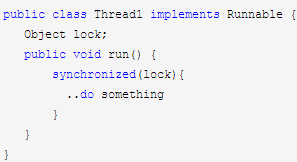 public class Thread1 implements Runnable {
   Object lock;
   public void run() {
       synchronized(lock){
         ..do something
       }
   }
}